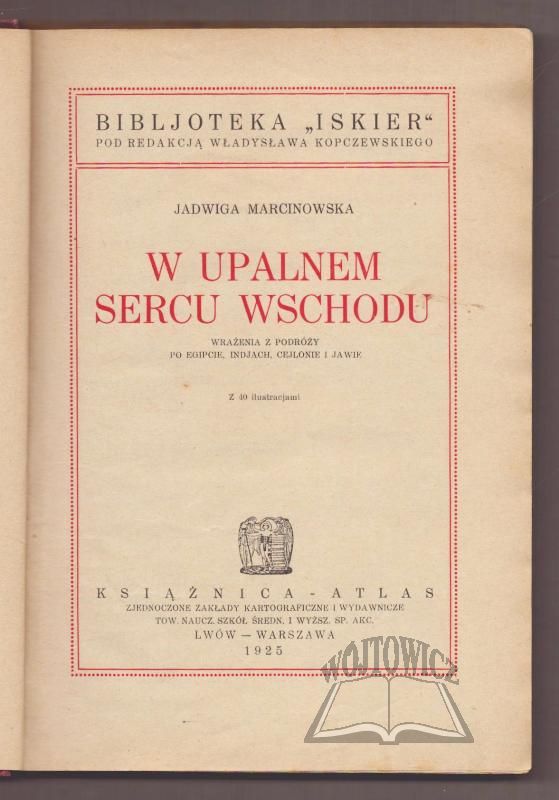 BIBLJOTEKA „ISKIER“
POD REDAKCJĄ WŁADYSŁAWA KOPCZEWSKIEGO
JADWIGA MARCINOWSKA
W UPALNEM
SERCU WSCHODU
WRAŻENIA Z PODRÓŻY
PO EGIPCIE, INDJACH, CEJLONIE I JAWIE
Z 40 ilustracjami
KSIĄŻNICA - ATLAS
ZJEDNOCZONE ZAKŁADY KARTOGRAFICZNE I WYDAWNICZE
TOW. NAUCZ. SZKÓŁ ŚREDN. I WYŻSZ. SP. AKC.
LWÓW — WARSZAWA
1925
WÓJTOWICZ